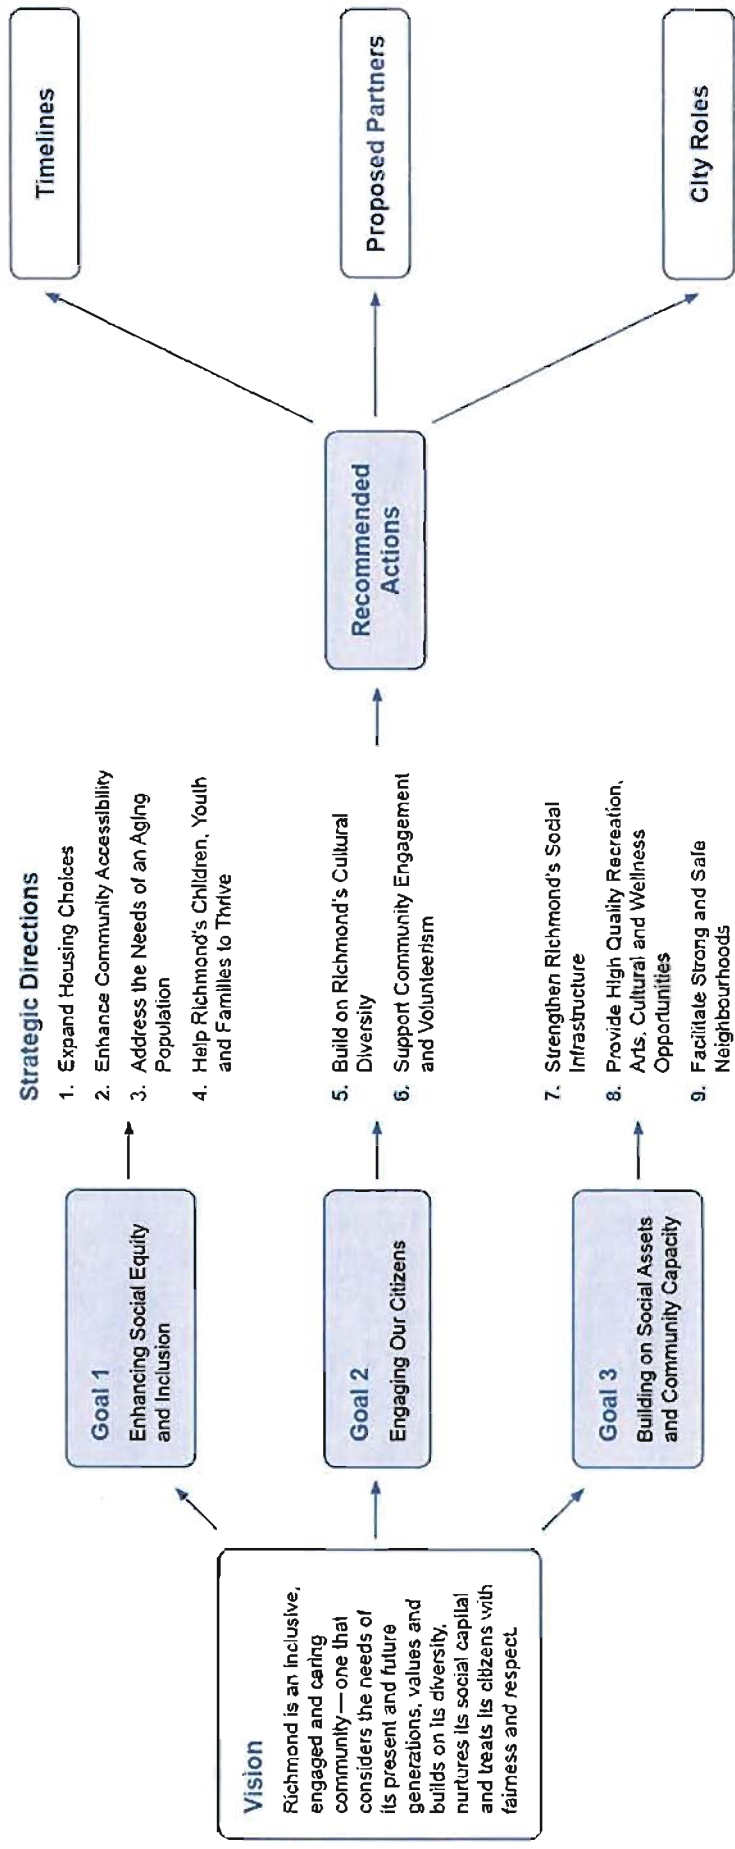 Vision
Richmond is an inclusive,
engaged and caring
community—one that
considers the needs of
its present and future
generations, values and
builds on its diversity,
nurtures its social capital
and treats its citizens with
fairness and respect.
Goal 1
Enhancing Social Equity
and Inclusion
Goal 2
Engaging Our Citizens
Goal 3
Building on Social Assets
and Community Capacity
Strategic Directions
1. Expand Housing Choices
2. Enhance Community Accessibility
3. Address the Needs of an Aging
Population
4. Help Richmond's Children, Youth
and Families to Thrive
5. Build on Richmond's Cultural
Diversity
6. Support Community Engagement
and Volunteerism
7. Strengthen Richmond's Social
Infrastructure
8. Provide High Quality Recreation,
Arts, Cultural and Wellness
Opportunities
9. Facilitate Strong and Safe
Neighbourhoods
Recommended
Actions
Timelines
Proposed Partners
City Roles